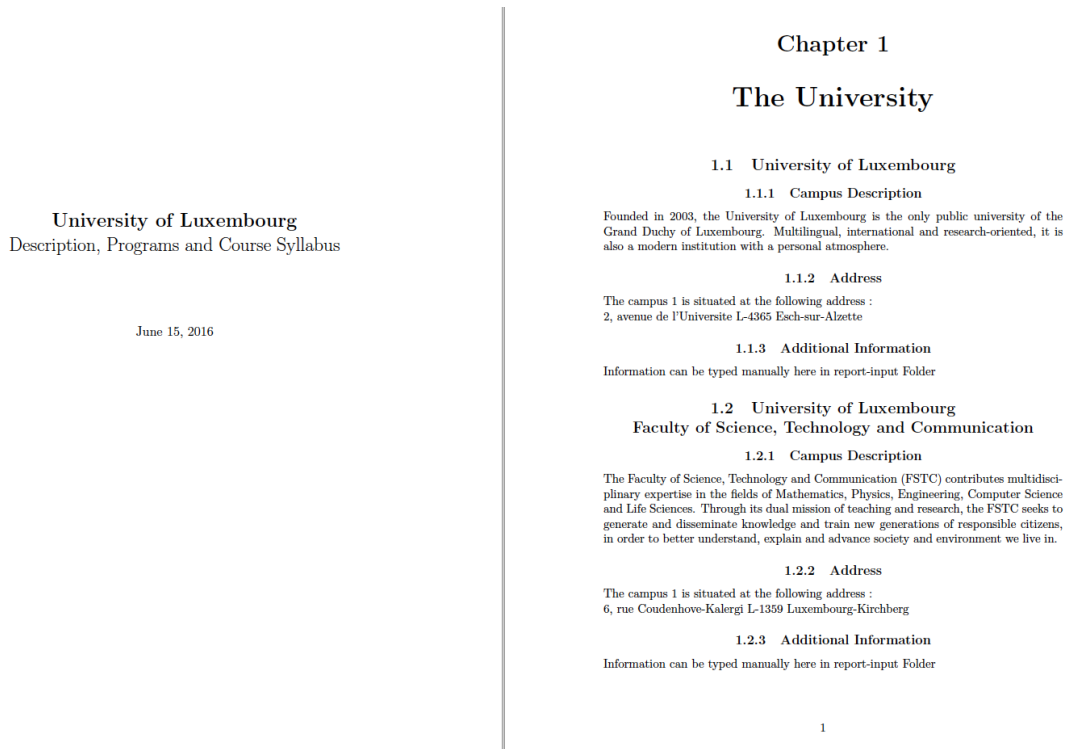 University of Luxembourg
Description, Programs and Course Syllabus
June 15, 2016
Chapter 1
The University
1.1 University of Luxembourg
1.1.1 Campus Description
Founded in 2003, the University of Luxembourg is the only public university of the
Grand Duchy of Luxembourg. Multilingual, international and research-oriented, it is
also a modern institution with a personal atmosphere.
1.1.2 Address
The campus 1 is situated at the following address :
2, avenue de l'Universite L-4365 Esch-sur-Alzette
1.1.3 Additional Information
Information can be typed manually here in report-input Folder
1.2 University of Luxembourg
Faculty of Science, Technology and Communication
1.2.1 Campus Description
The Faculty of Science, Technology and Communication (FSTC) contributes multidisci-
plinary expertise in the fields of Mathematics, Physics, Engineering, Computer Science
and Life Sciences. Through its dual mission of teaching and research, the FSTC seeks to
generate and disseminate knowledge and train new generations of responsible citizens,
in order to better understand, explain and advance society and environment we live in.
1.2.2 Address
The campus 1 is situated at the following address :
6, rue Coudenhove-Kalergi L-1359 Luxembourg-Kirchberg
1.2.3 Additional Information
Information can be typed manually here in report-input Folder
1